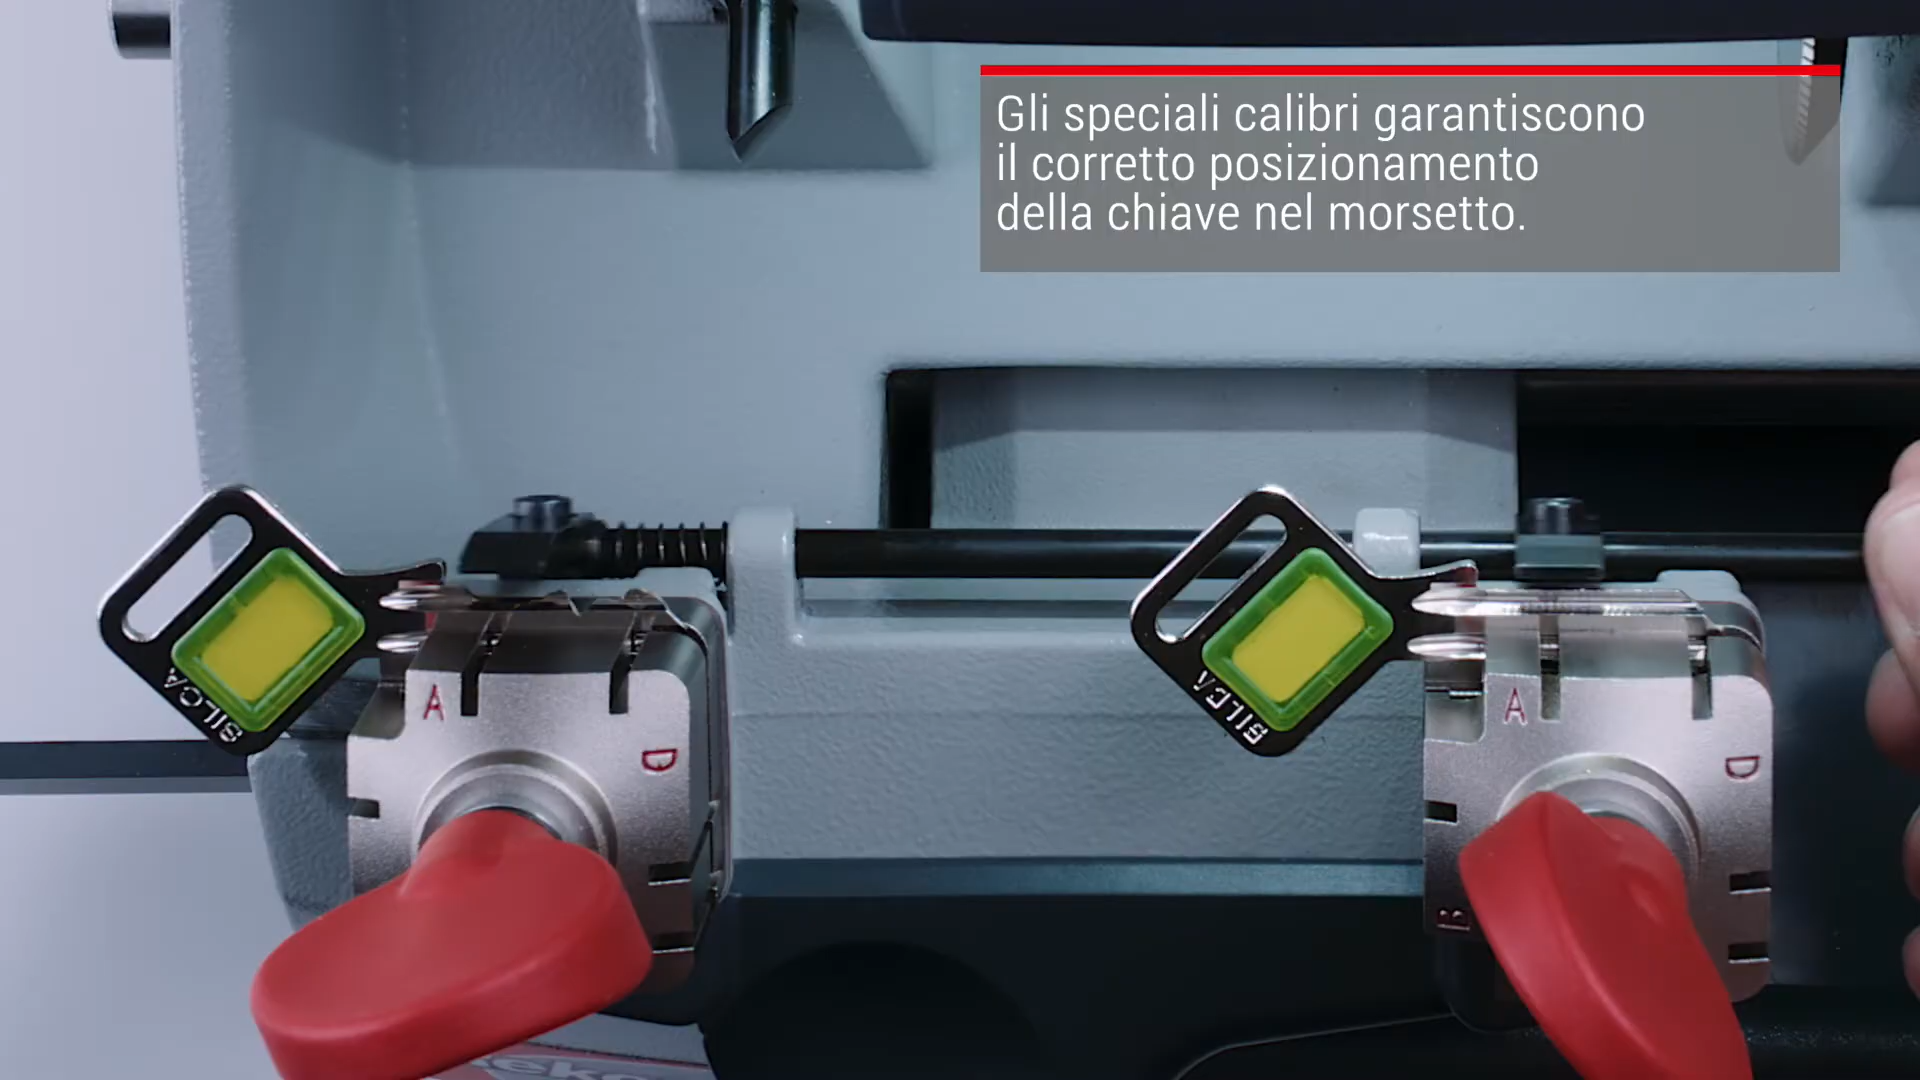 Gli speciali calibri garantiscono
il corretto posizionamento
della chiave nel morsetto.
SILCA
SILCA
A
D
A
D
B